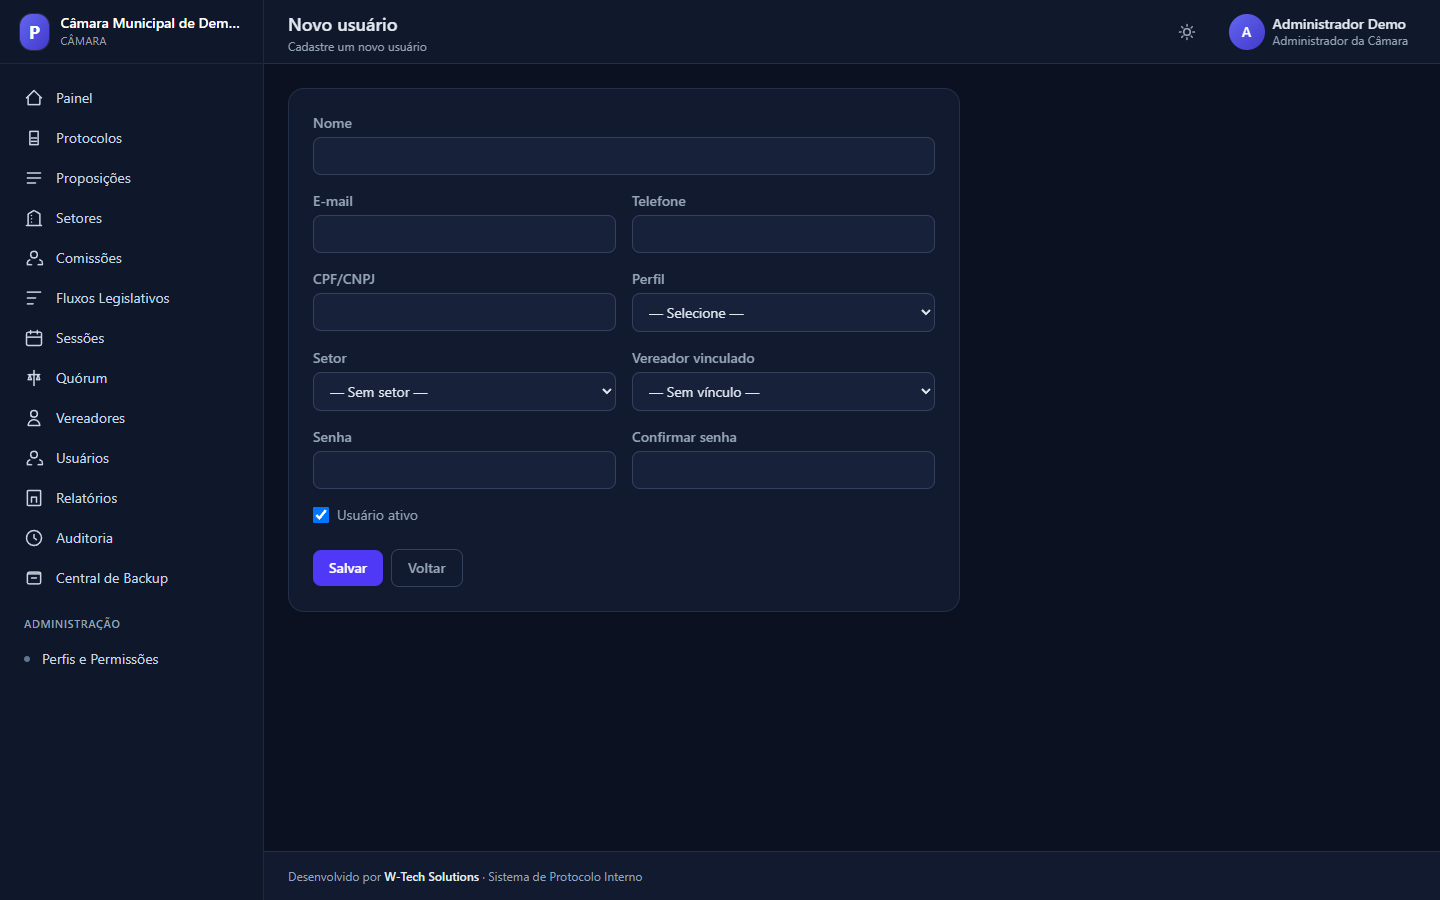 P
Câmara Municipal de Dem...
CÂMARA
Painel
Protocolos
Proposições
Setores
Comissões
Fluxos Legislativos
Sessões
Quórum
Vereadores
Usuários
Relatórios
Auditoria
Central de Backup
ADMINISTRAÇÃO
Perfis e Permissões
Novo usuário
Cadastre um novo usuário
A
Administrador Demo
Administrador da Câmara
Nome
E-mail
Telefone
CPF/CNPJ
Perfil
— Selecione —
Setor
Vereador vinculado
— Sem setor —
— Sem vínculo —
Senha
Confirmar senha
Usuário ativo
Salvar
Voltar
Desenvolvido por W-Tech Solutions · Sistema de Protocolo Interno